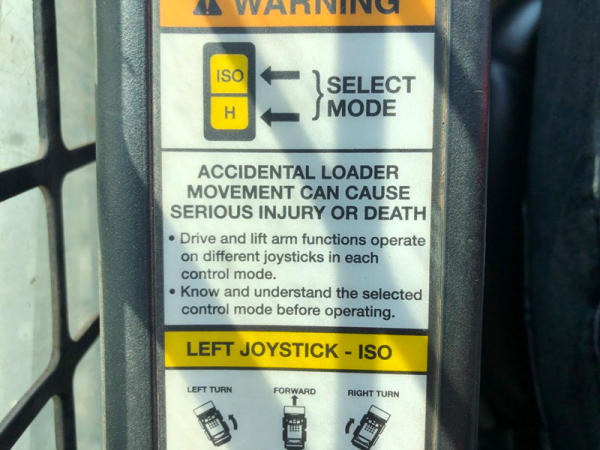 WARNING
ISO
H
SELECT
MODE
ACCIDENTAL LOADER
MOVEMENT CAN CAUSE
SERIOUS INJURY OR DEATH
• Drive and lift arm functions operate
on different joysticks in each
control mode.
• Know and understand the selected
control mode before operating.
LEFT JOYSTICK - ISO
LEFT TURN FORWARD RIGHT TURN